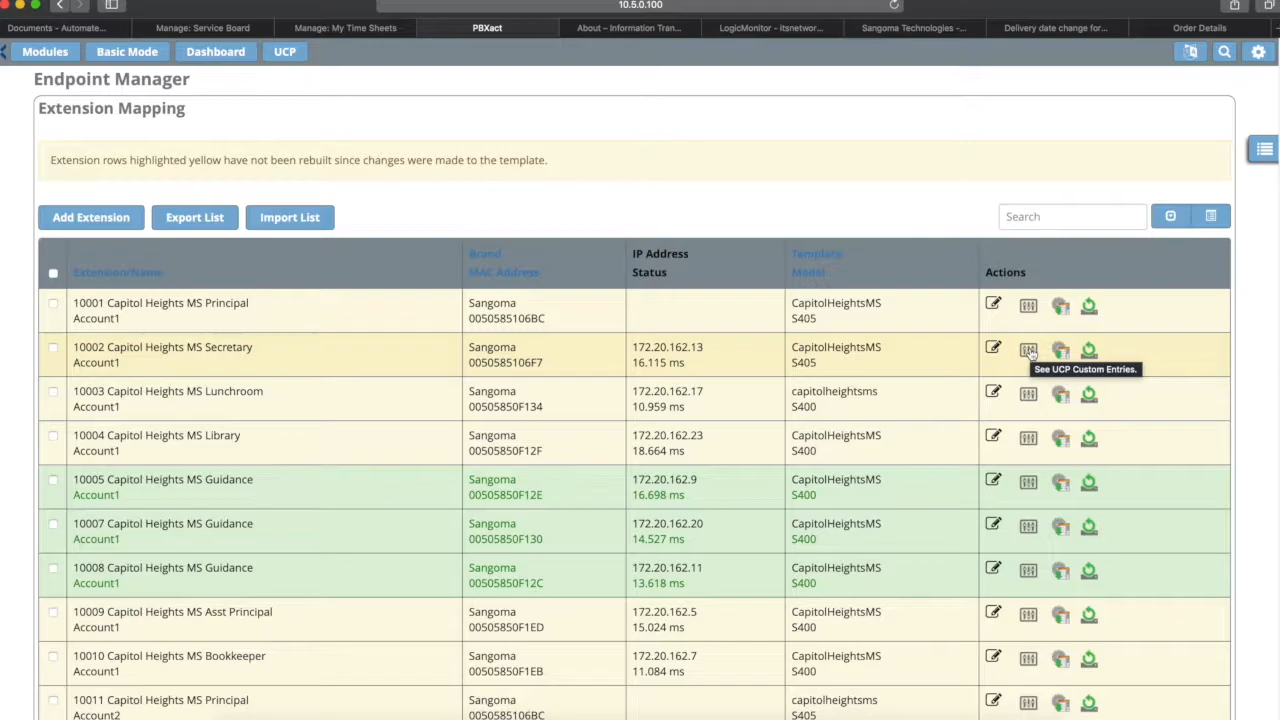 10.5.0.100
Documents – Automate...
Manage: Service Board
Manage: My Time Sheets
PBXact
About – Information Tran...
LogicMonitor - itsnetwor...
Sangoma Technologies -...
Delivery date change for...
Order Details
Modules
Basic Mode
Dashboard
UCP
Endpoint Manager
Extension Mapping
Extension rows highlighted yellow have not been rebuilt since changes were made to the template.
Add Extension
Export List
Import List
Search
Extension/Name
Brand
MAC Address
IP Address
Status
Template
Model
Actions
10001 Capitol Heights MS Principal
Account1
Sangoma
0050585106BC
CapitolHeightsMS
S405
10002 Capitol Heights MS Secretary
Account1
Sangoma
0050585106F7
172.20.162.13
16.115 ms
CapitolHeightsMS
S405
See UCP Custom Entries.
10003 Capitol Heights MS Lunchroom
Account1
Sangoma
00505850F134
172.20.162.17
10.959 ms
capitolheightsms
S400
10004 Capitol Heights MS Library
Account1
Sangoma
00505850F12F
172.20.162.23
18.664 ms
CapitolHeightsMS
S400
10005 Capitol Heights MS Guidance
Account1
Sangoma
00505850F12E
172.20.162.9
16.698 ms
CapitolHeightsMS
S400
10007 Capitol Heights MS Guidance
Account1
Sangoma
00505850F130
172.20.162.20
14.527 ms
CapitolHeightsMS
S400
10008 Capitol Heights MS Guidance
Account1
Sangoma
00505850F12C
172.20.162.11
13.618 ms
CapitolHeightsMS
S400
10009 Capitol Heights MS Asst Principal
Account1
Sangoma
00505850F1ED
172.20.162.5
15.024 ms
CapitolHeightsMS
S400
10010 Capitol Heights MS Bookkeeper
Account1
Sangoma
00505850F1EB
172.20.162.7
11.084 ms
CapitolHeightsMS
S400
10011 Capitol Heights MS Principal
Account2
Sangoma
0050585106BC
capitolheightsms
S405